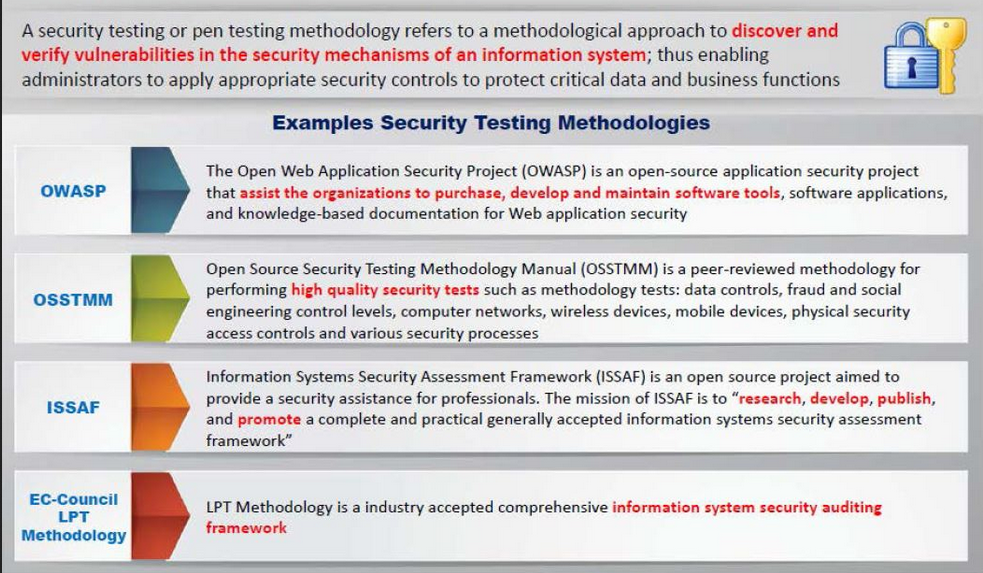 A security testing or pen testing methodology refers to a methodological approach to discover and
verify vulnerabilities in the security mechanisms of an information system; thus enabling
administrators to apply appropriate security controls to protect critical data and business functions
Examples Security Testing Methodologies
OWASP
The Open Web Application Security Project (OWASP) is an open-source application security project
that assist the organizations to purchase, develop and maintain software tools, software applications,
and knowledge-based documentation for Web application security
OSSTMM
Open Source Security Testing Methodology Manual (OSSTMM) is a peer-reviewed methodology for
performing high quality security tests such as methodology tests: data controls, fraud and social
engineering control levels, computer networks, wireless devices, mobile devices, physical security
access controls and various security processes
ISSAF
Information Systems Security Assessment Framework (ISSAF) is an open source project aimed to
provide a security assistance for professionals. The mission of ISSAF is to “research, develop, publish,
and promote a complete and practical generally accepted information systems security assessment
framework”
EC-Council
LPT
Methodology
LPT Methodology is a industry accepted comprehensive information system security auditing
framework